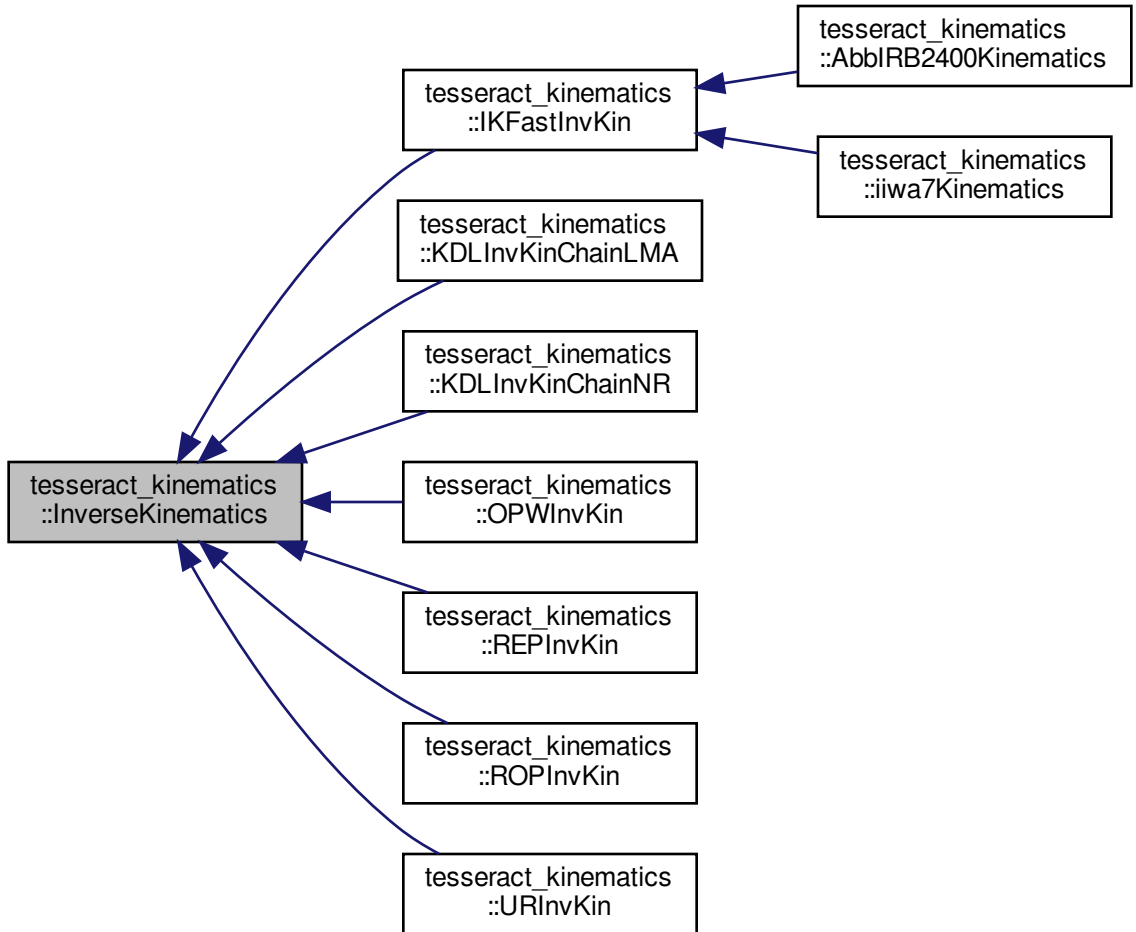 tesseract_kinematics
::InverseKinematics
tesseract_kinematics
::IKFastInvKin
tesseract_kinematics
::AbbIRB2400Kinematics
tesseract_kinematics
::iiwa7Kinematics
tesseract_kinematics
::KDLInvKinChainLMA
tesseract_kinematics
::KDLInvKinChainNR
tesseract_kinematics
::OPWInvKin
tesseract_kinematics
::REPInvKin
tesseract_kinematics
::ROPInvKin
tesseract_kinematics
::URInvKin